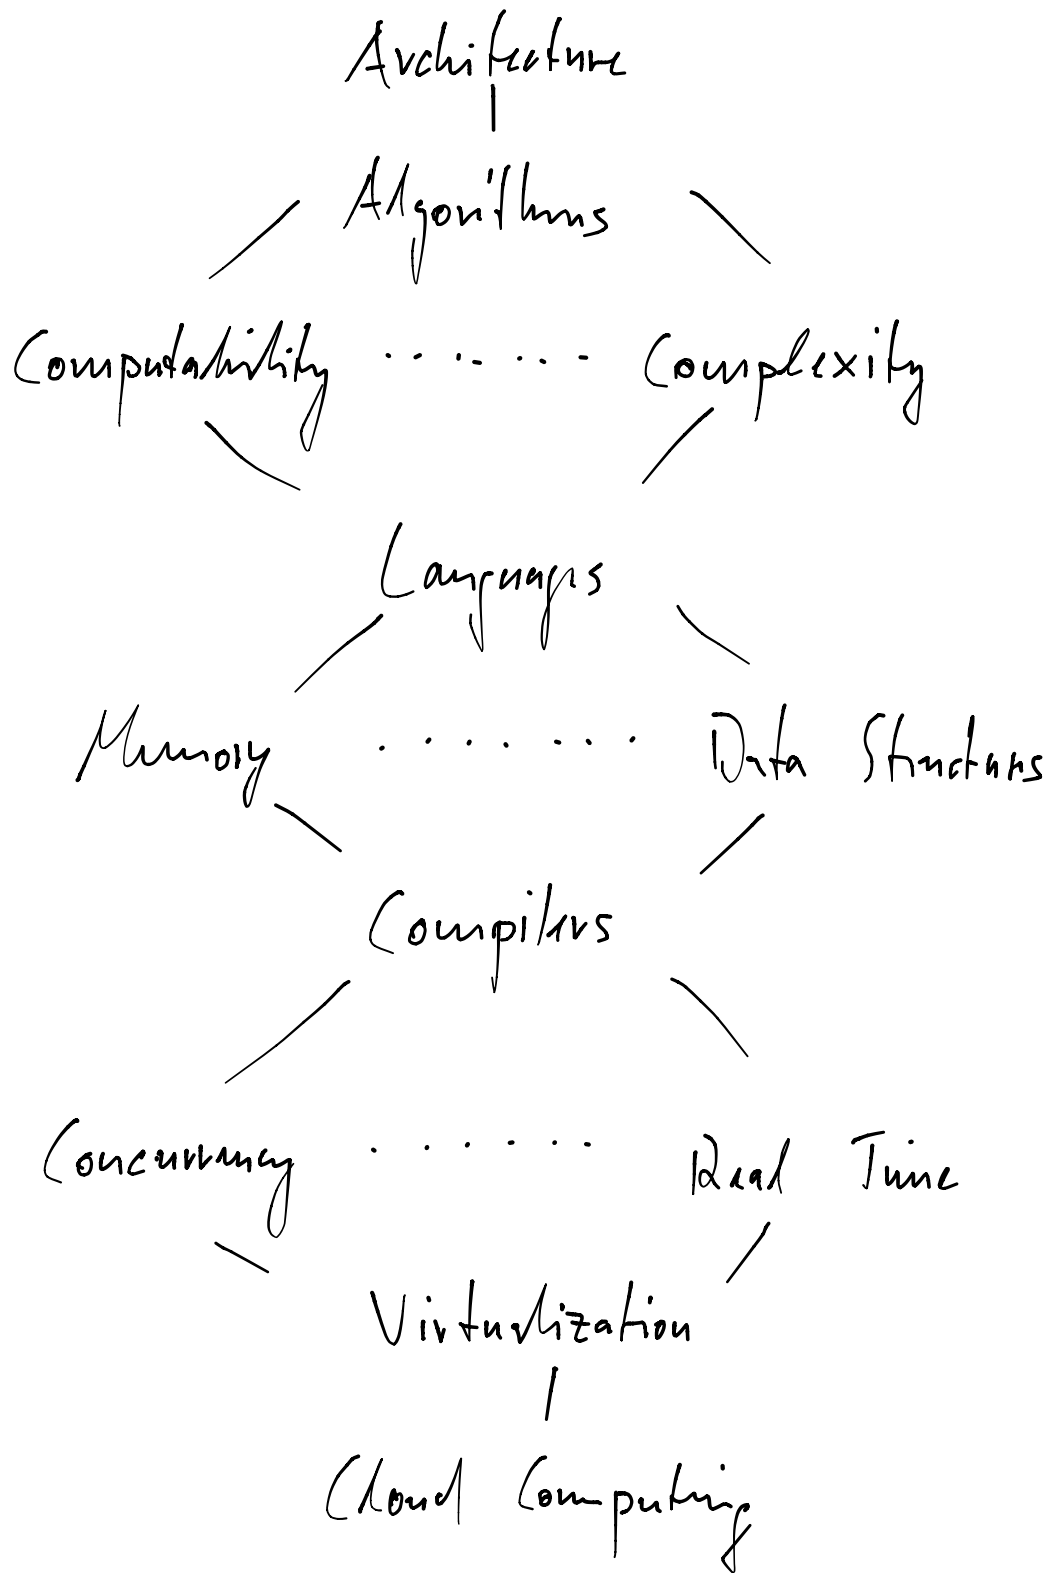 Architecture
Algorithms
Computability ....... Complexity
Languages
Memory ....... Data Structures
Compilers
Concurrency ...... Real Time
Virtualization
Cloud Computing